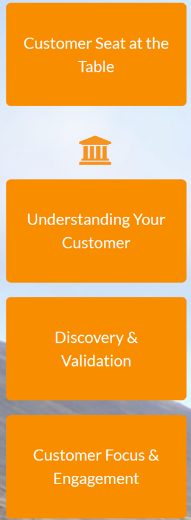 Customer Seat at the
Table
Understanding Your
Customer
Discovery &
Validation
Customer Focus &
Engagement